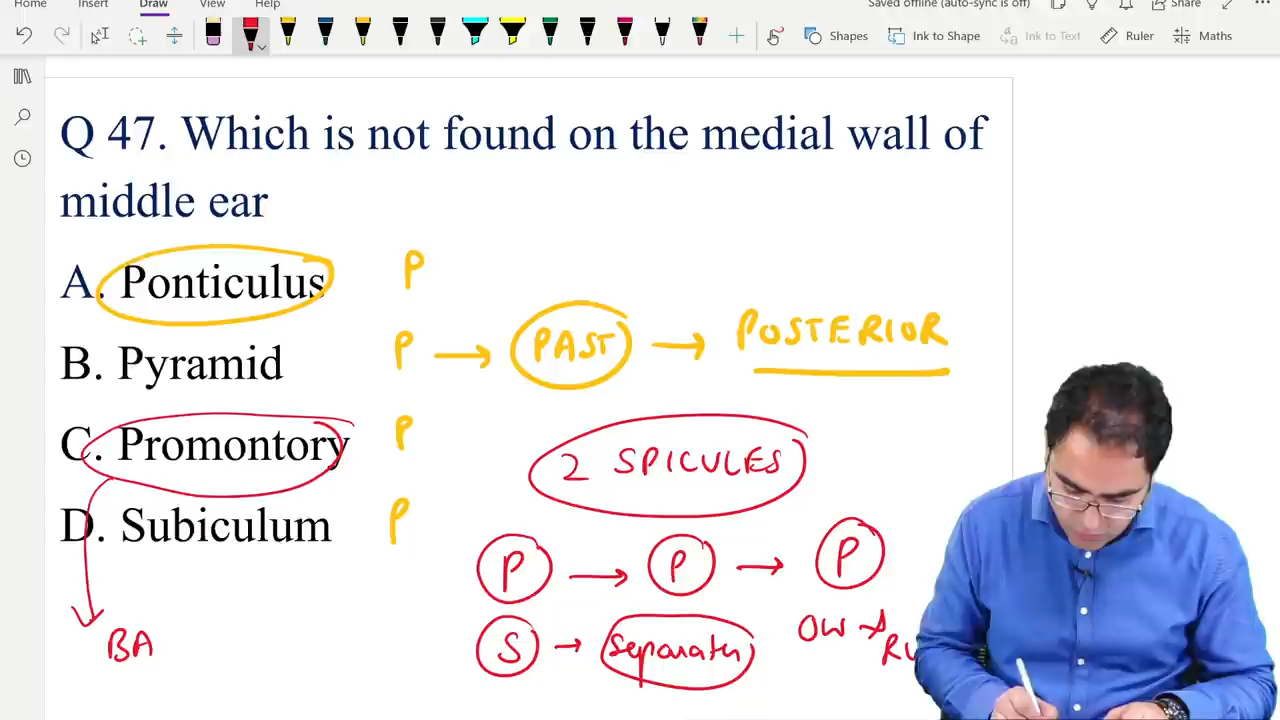 Home Insert Draw View Help Saved offline (auto-sync is off) Share
Shapes Ink to Shape Ink to Text Ruler Maths
Q 47. Which is not found on the medial wall of
middle ear
A. Ponticulus P
B. Pyramid P → PAST → POSTERIOR
C. Promontory P
2 SPICULES
D. Subiculum P
P → P → P
BA
S → Separates OW